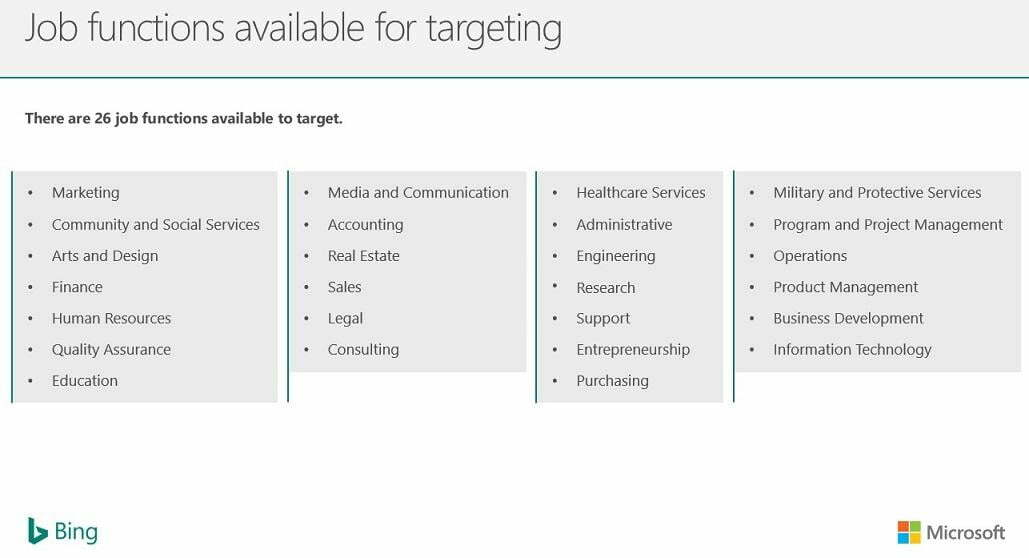 Job functions available for targeting
There are 26 job functions available to target.
• Marketing
• Community and Social Services
• Arts and Design
• Finance
• Human Resources
• Quality Assurance
• Education
• Media and Communication
• Accounting
• Real Estate
• Sales
• Legal
• Consulting
• Healthcare Services
• Administrative
• Engineering
• Research
• Support
• Entrepreneurship
• Purchasing
• Military and Protective Services
• Program and Project Management
• Operations
• Product Management
• Business Development
• Information Technology
Bing
Microsoft